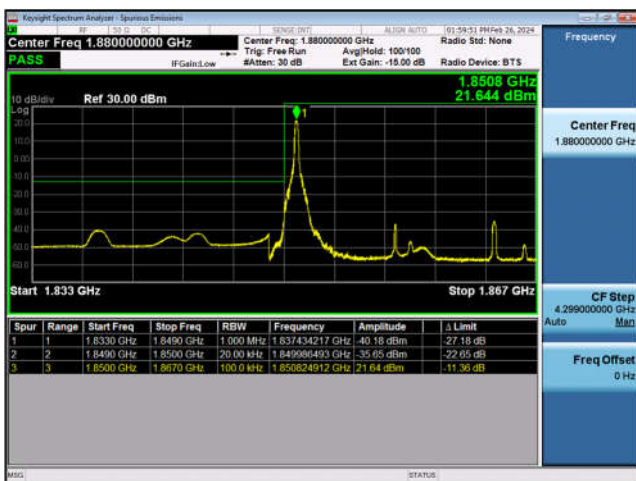 Keysight Spectrum Analyzer - Spurious Emissions
RF 50 Ω DC SENSE:INT ALIGN AUTO 01:59:51 PM Feb 26, 2024
Center Freq 1.880000000 GHz Center Freq: 1.880000000 GHz Radio Std: None
Trig: Free Run Avg|Hold: 100/100
PASS IFGain:Low #Atten: 30 dB Ext Gain: -15.00 dB Radio Device: BTS
1.8508 GHz
10 dB/div Ref 30.00 dBm 21.644 dBm
Log
20.0
10.0
0.00
1
Start 1.833 GHz Stop 1.867 GHz
Spur Range Start Freq Stop Freq RBW Frequency Amplitude Δ Limit
1 1 1.8330 GHz 1.8490 GHz 1.000 MHz 1.837434217 GHz -40.18 dBm -27.18 dB
2 2 1.8490 GHz 1.8500 GHz 20.00 kHz 1.849986493 GHz -35.65 dBm -22.65 dB
3 3 1.8500 GHz 1.8670 GHz 100.0 kHz 1.850824912 GHz 21.64 dBm -11.36 dB
Frequency
Center Freq
1.880000000 GHz
CF Step
4.299000000 GHz
Auto Man
Freq Offset
0 Hz
MSG STATUS